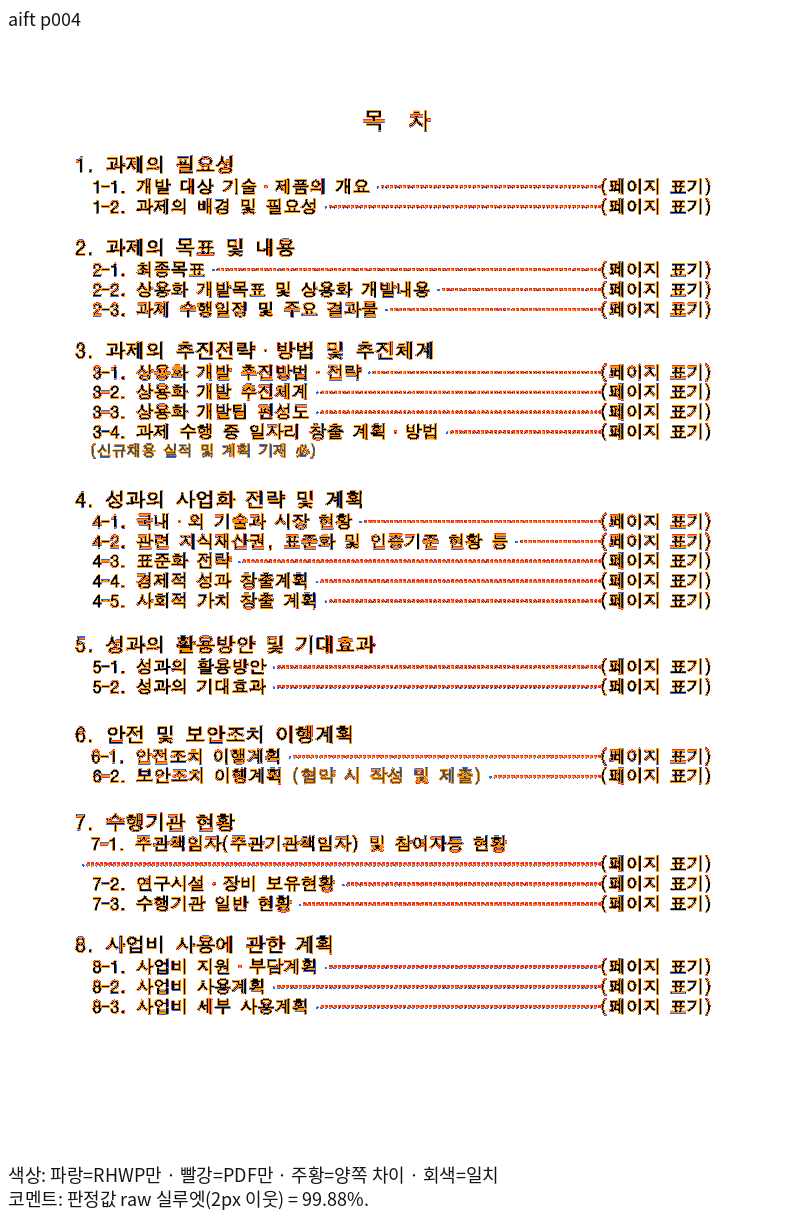 aift p004
목 차
1. 과제의 필요성
1-1. 개발 대상 기술·제품의 개요 (페이지 표기)
1-2. 과제의 배경 및 필요성 (페이지 표기)
2. 과제의 목표 및 내용
2-1. 최종목표 (페이지 표기)
2-2. 상용화 개발목표 및 상용화 개발내용 (페이지 표기)
2-3. 과제 수행일정 및 주요 결과물 (페이지 표기)
3. 과제의 추진전략·방법 및 추진체계
3-1. 상용화 개발 추진방법·전략 (페이지 표기)
3-2. 상용화 개발 추진체계 (페이지 표기)
3-3. 상용화 개발팀 편성도 (페이지 표기)
3-4. 과제 수행 중 일자리 창출 계획·방법 (페이지 표기)
(신규채용 실적 및 계획 기재 必)
4. 성과의 사업화 전략 및 계획
4-1. 국내·외 기술과 시장 현황 (페이지 표기)
4-2. 관련 지식재산권, 표준화 및 인증기준 현황 등 (페이지 표기)
4-3. 표준화 전략 (페이지 표기)
4-4. 경제적 성과 창출계획 (페이지 표기)
4-5. 사회적 가치 창출 계획 (페이지 표기)
5. 성과의 활용방안 및 기대효과
5-1. 성과의 활용방안 (페이지 표기)
5-2. 성과의 기대효과 (페이지 표기)
6. 안전 및 보안조치 이행계획
6-1. 안전조치 이행계획 (페이지 표기)
6-2. 보안조치 이행계획 (협약 시 작성 및 제출) (페이지 표기)
7. 수행기관 현황
7-1. 주관책임자(주관기관책임자) 및 참여자등 현황
(페이지 표기)
7-2. 연구시설·장비 보유현황 (페이지 표기)
7-3. 수행기관 일반 현황 (페이지 표기)
8. 사업비 사용에 관한 계획
8-1. 사업비 지원·부담계획 (페이지 표기)
8-2. 사업비 사용계획 (페이지 표기)
8-3. 사업비 세부 사용계획 (페이지 표기)
색상: 파랑=RHWP만 · 빨강=PDF만 · 주황=양쪽 차이 · 회색=일치
코멘트: 판정값 raw 실루엣(2px 이웃) = 99.88%.